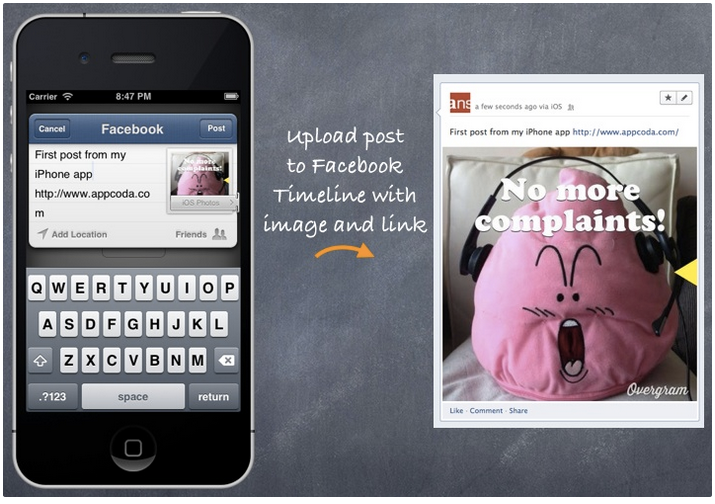 Carrier 8:47 PM
Cancel Facebook Post
First post from my
iPhone app
http://www.appcoda.co
m
No more
complaints!
iOS Photos
Add Location Friends
Q W E R T Y U I O P
A S D F G H J K L
Z X C V B N M
.?123 space return
Upload post
to Facebook
Timeline with
image and link
ans
a few seconds ago via iOS
First post from my iPhone app http://www.appcoda.com/
No more
complaints!
Overgram
Like · Comment · Share